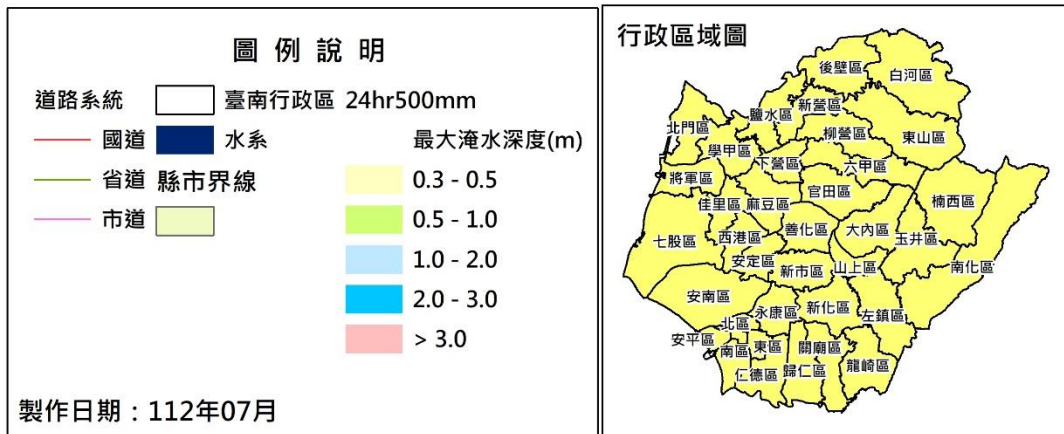 圖例說明
道路系統 臺南行政區 24hr500mm
國道 水系 最大淹水深度(m)
省道 縣市界線 0.3 - 0.5
市道 0.5 - 1.0
1.0 - 2.0
2.0 - 3.0
> 3.0
製作日期：112年07月
行政區域圖
後壁區
白河區
新營區
鹽水區
北門區
柳營區
東山區
學甲區
下營區
六甲區
將軍區
官田區
楠西區
佳里區
麻豆區
七股區
西港區
善化區
大內區
玉井區
安定區
新市區
山上區
南化區
安南區
永康區
新化區
左鎮區
北區
安平區
南區
東區
關廟區
仁德區
歸仁區
龍崎區